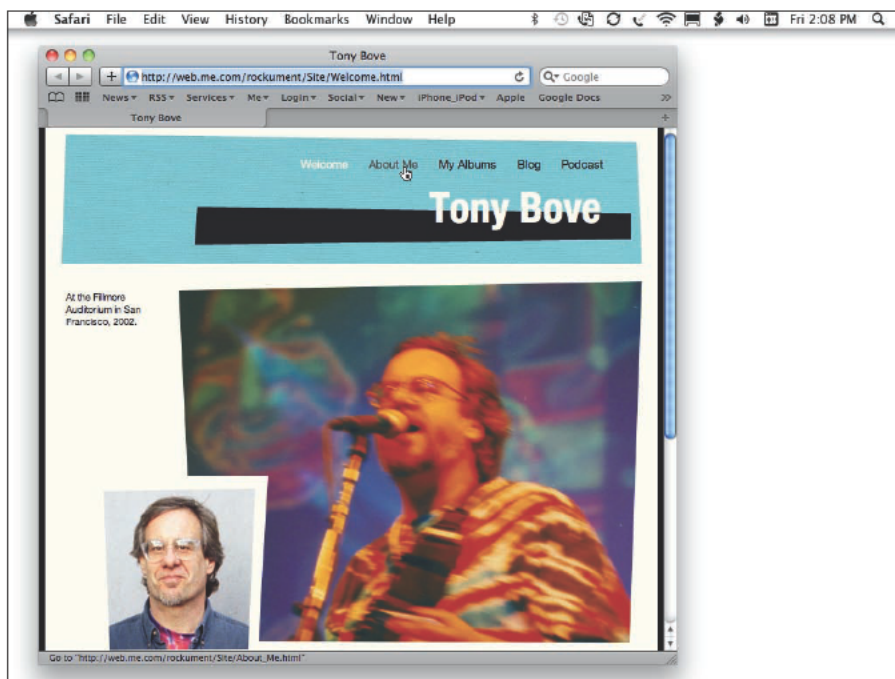 Safari File Edit View History Bookmarks Window Help Fri 2:08 PM
Tony Bove
http://web.me.com/rockument/Site/Welcome.html Google
News RSS Services Me Login Social New iPhone_iPod Apple Google Docs >>
Tony Bove +
Welcome About Me My Albums Blog Podcast
Tony Bove
At the Fillmore
Auditorium in San
Francisco, 2002.
Go to "http://web.me.com/rockument/Site/About_Me.html"